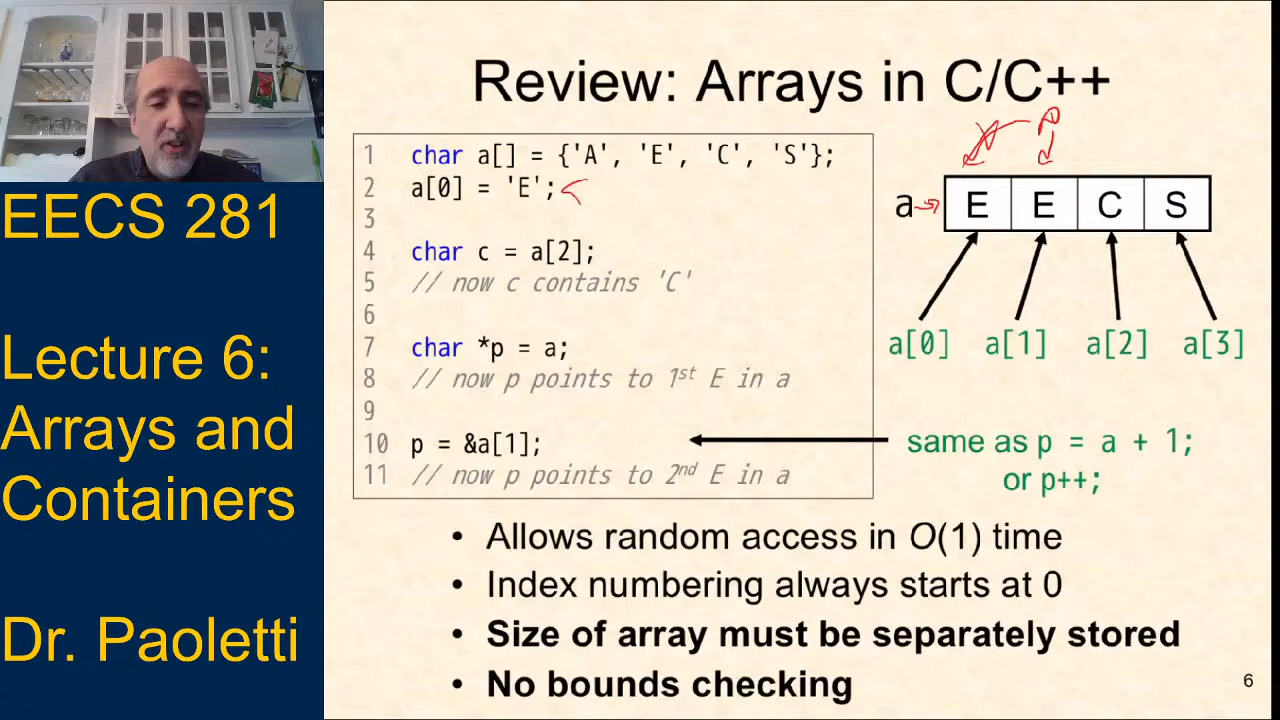 EECS 281
Lecture 6:
Arrays and
Containers
Dr. Paoletti
Review: Arrays in C/C++
1 char a[] = {'A', 'E', 'C', 'S'};
2 a[0] = 'E';
3
4 char c = a[2];
5 // now c contains 'C'
6
7 char *p = a;
8 // now p points to 1st E in a
9
10 p = &a[1];
11 // now p points to 2nd E in a
p
a E E C S
a[0] a[1] a[2] a[3]
same as p = a + 1;
or p++;
• Allows random access in O(1) time
• Index numbering always starts at 0
• Size of array must be separately stored
• No bounds checking
6